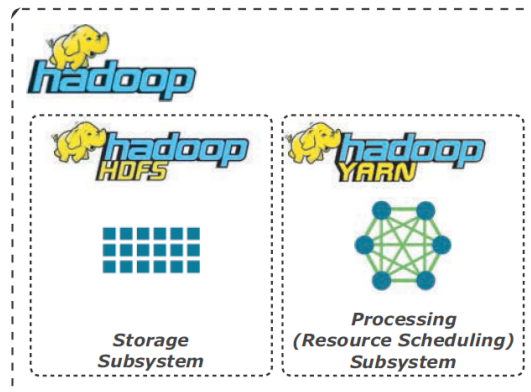 hadoop
hadoop
HDFS
Storage
Subsystem
hadoop
YARN
Processing
(Resource Scheduling)
Subsystem